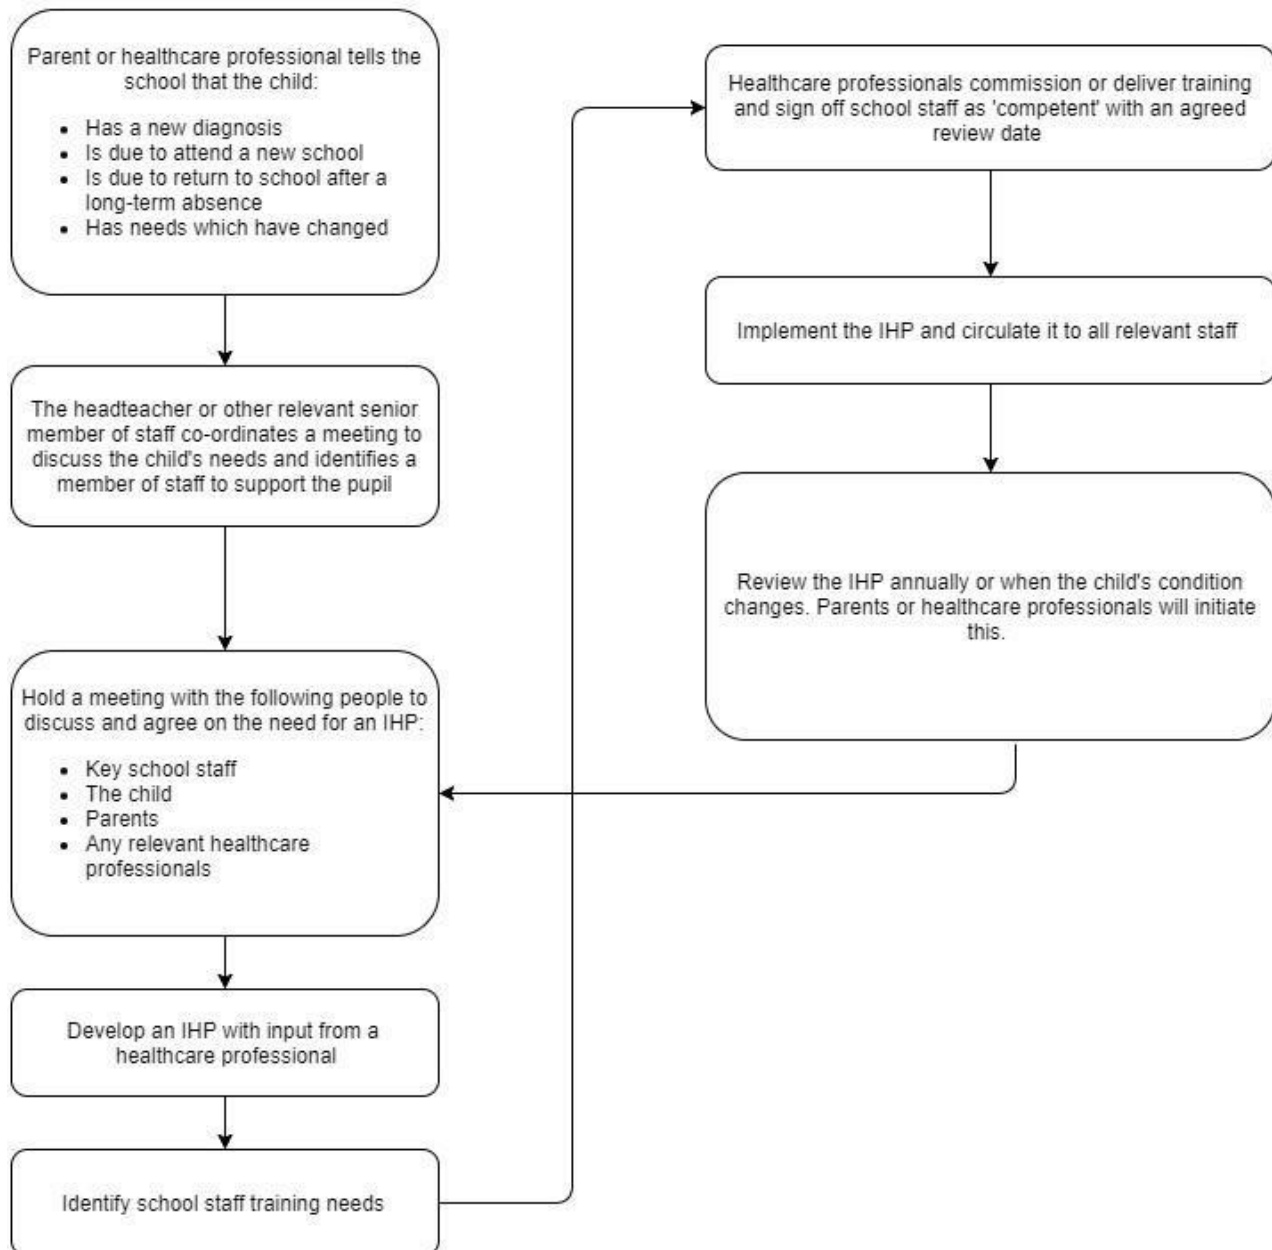 Parent or healthcare professional tells the
school that the child:
• Has a new diagnosis
• Is due to attend a new school
• Is due to return to school after a
long-term absence
• Has needs which have changed
The headteacher or other relevant senior
member of staff co-ordinates a meeting to
discuss the child's needs and identifies a
member of staff to support the pupil
Hold a meeting with the following people to
discuss and agree on the need for an IHP:
• Key school staff
• The child
• Parents
• Any relevant healthcare
professionals
Develop an IHP with input from a
healthcare professional
Identify school staff training needs
Healthcare professionals commission or deliver training
and sign off school staff as 'competent' with an agreed
review date
Implement the IHP and circulate it to all relevant staff
Review the IHP annually or when the child's condition
changes. Parents or healthcare professionals will initiate
this.